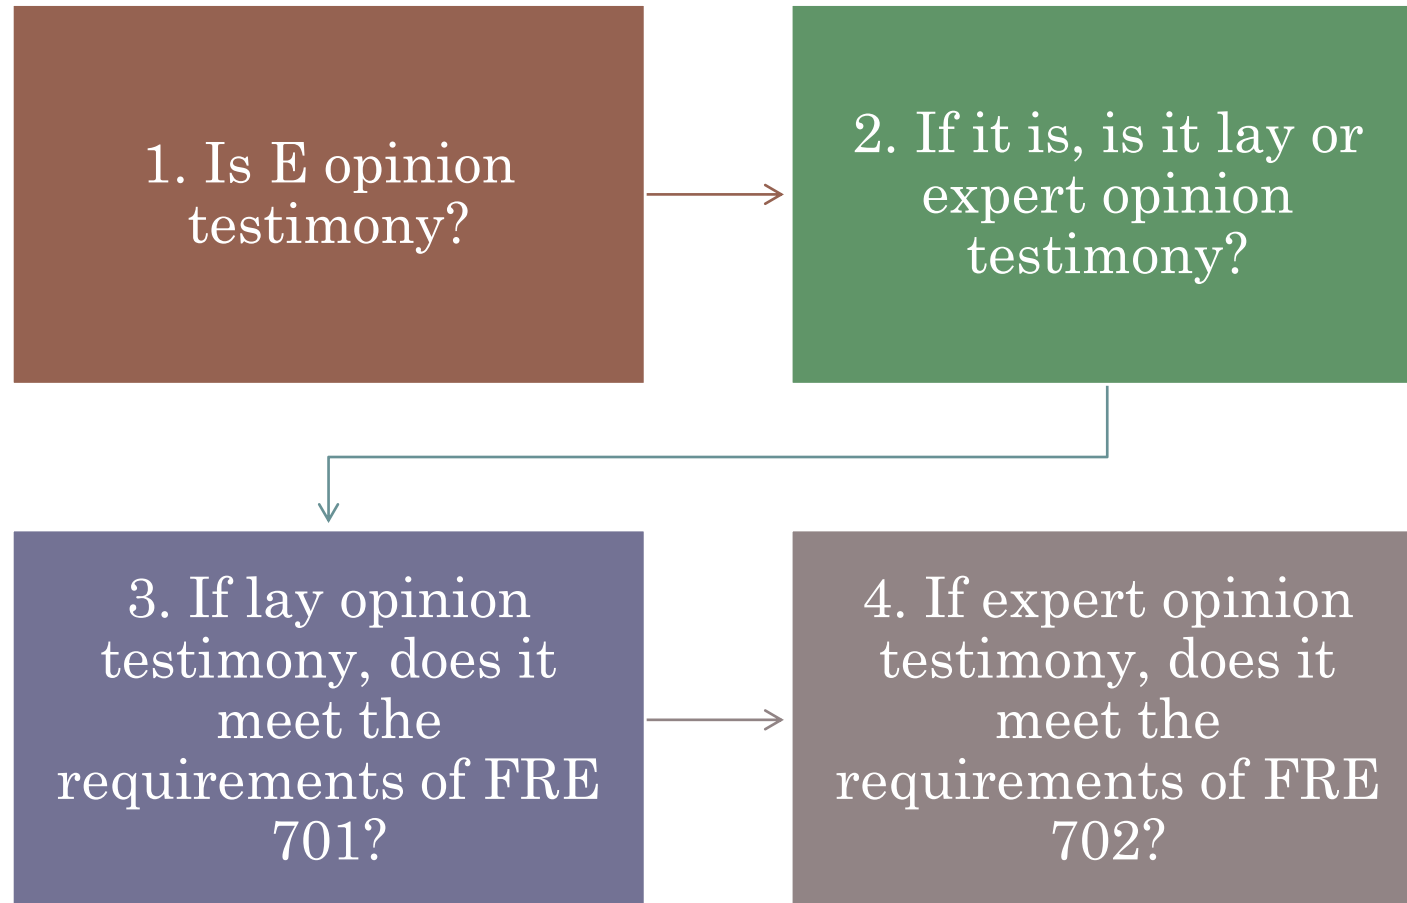 1. Is E opinion
testimony?
2. If it is, is it lay or
expert opinion
testimony?
3. If lay opinion
testimony, does it
meet the
requirements of FRE
701?
4. If expert opinion
testimony, does it
meet the
requirements of FRE
702?